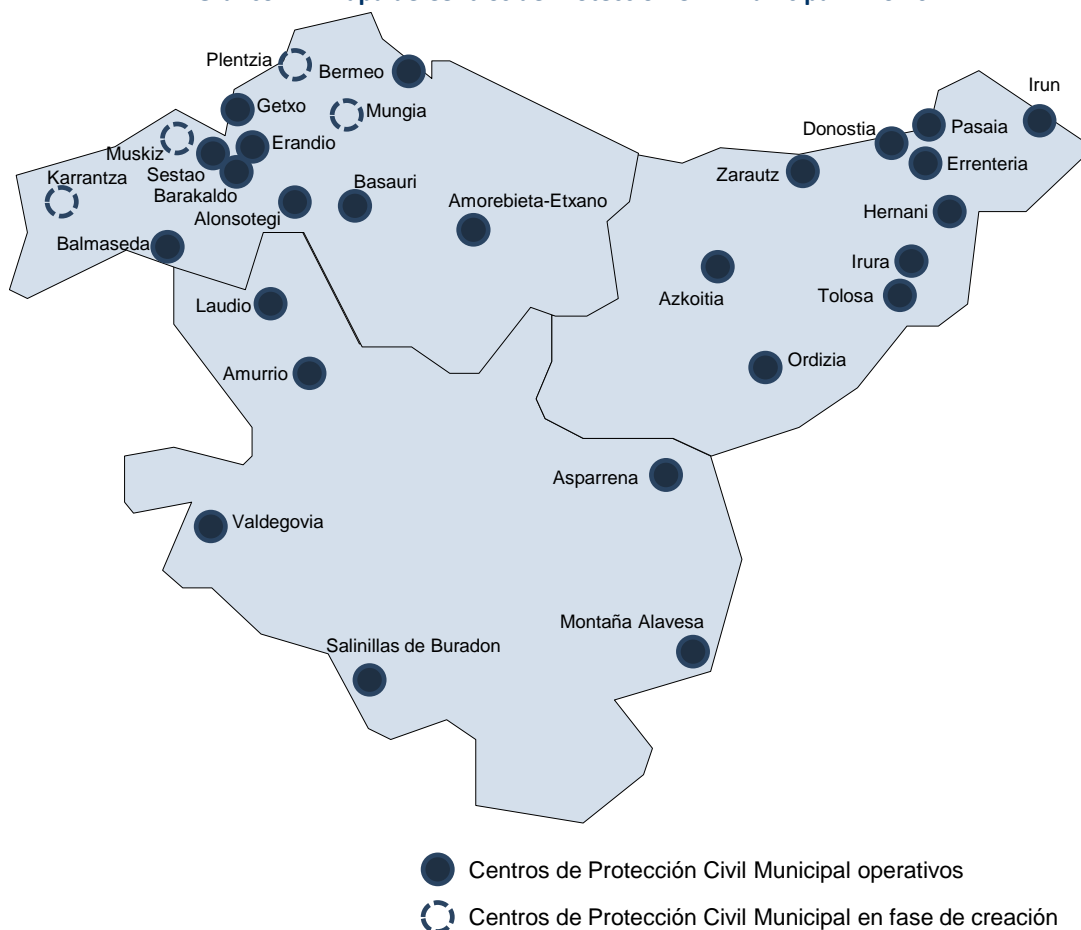 Plentzia
Bermeo
Irun
Getxo
Mungia
Donostia
Pasaia
Muskiz
Erandio
Errenteria
Karrantza
Sestao
Zarautz
Barakaldo
Basauri
Amorebieta-Etxano
Hernani
Alonsotegi
Balmaseda
Irura
Azkoitia
Tolosa
Laudio
Amurrio
Ordizia
Asparrena
Valdegovia
Montaña Alavesa
Salinillas de Buradon
Centros de Protección Civil Municipal operativos
Centros de Protección Civil Municipal en fase de creación